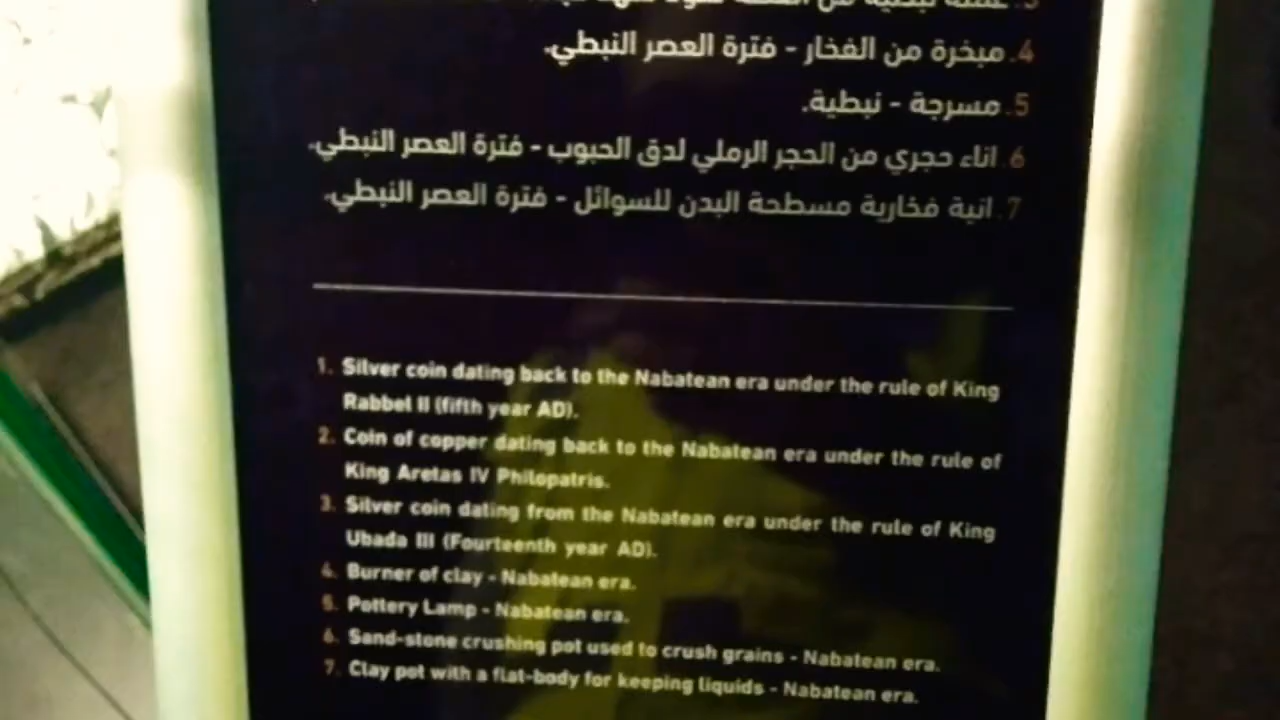 4. مبخرة من الفخار - فترة العصر النبطي.
5. مسرجة - نبطية.
6. اناء حجري من الحجر الرملي لدق الحبوب - فترة العصر النبطي.
7. انية فخارية مسطحة البدن للسوائل - فترة العصر النبطي.
1. Silver coin dating back to the Nabatean era under the rule of King
Rabbel II (fifth year AD).
2. Coin of copper dating back to the Nabatean era under the rule of
King Aretas IV Philopatris.
3. Silver coin dating from the Nabatean era under the rule of King
Ubada III (Fourteenth year AD).
4. Burner of clay - Nabatean era.
5. Pottery Lamp - Nabatean era.
6. Sand-stone crushing pot used to crush grains - Nabatean era.
7. Clay pot with a flat-body for keeping liquids - Nabatean era.